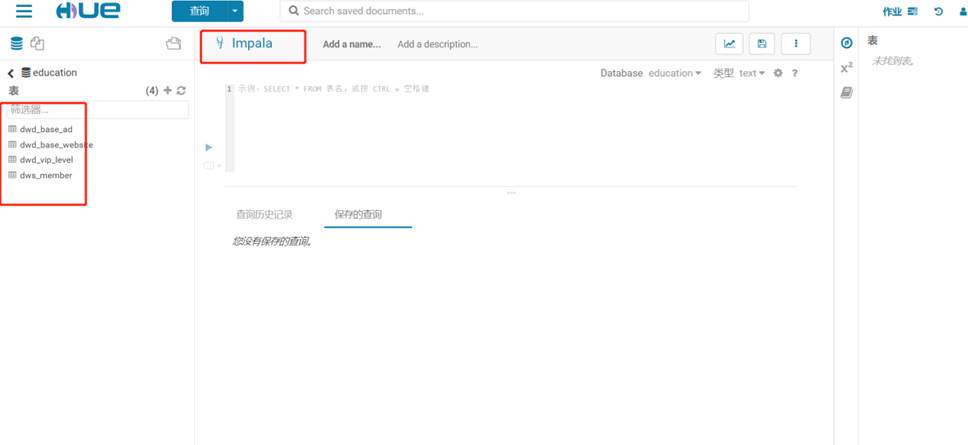 HUE
查询
Search saved documents...
作业
education
表
(4)
筛选器...
dwd_base_ad
dwd_base_website
dwd_vip_level
dws_member
Impala
Add a name...
Add a description...
Database education 类型 text ?
1 示例: SELECT * FROM 表名, 或按 CTRL + 空格键
查询历史记录
保存的查询
您没有保存的查询。
x²
表
未找到表。